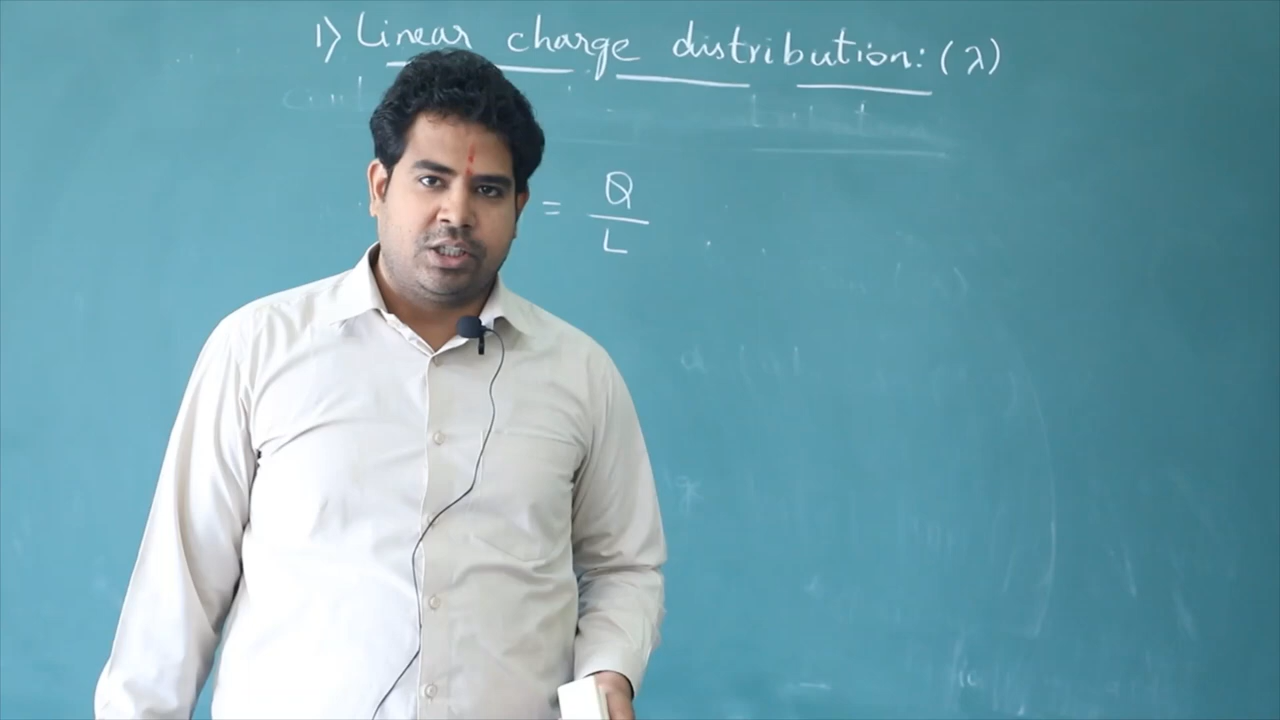 1) Linear charge distribution: (λ)
= Q
L